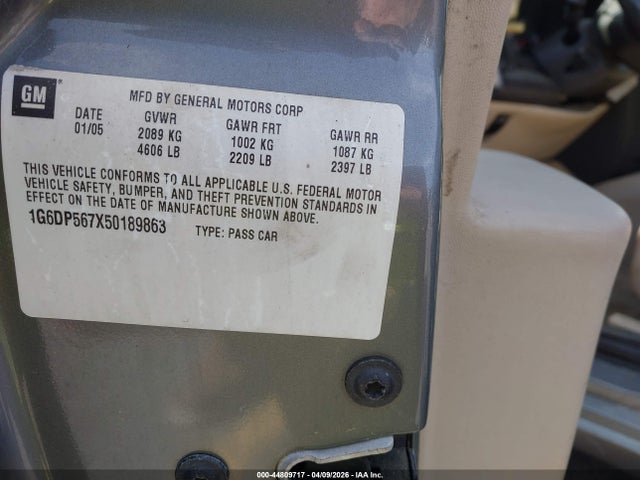 GM
MFD BY GENERAL MOTORS CORP
DATE GVWR GAWR FRT GAWR RR
01/05 2089 KG 1002 KG 1087 KG
4606 LB 2209 LB 2397 LB
THIS VEHICLE CONFORMS TO ALL APPLICABLE U.S. FEDERAL MOTOR
VEHICLE SAFETY, BUMPER, AND THEFT PREVENTION STANDARDS IN
EFFECT ON THE DATE OF MANUFACTURE SHOWN ABOVE.
1G6DP567X50189863 TYPE: PASS CAR
000-44809717 - 04/09/2026 - IAAI.COM